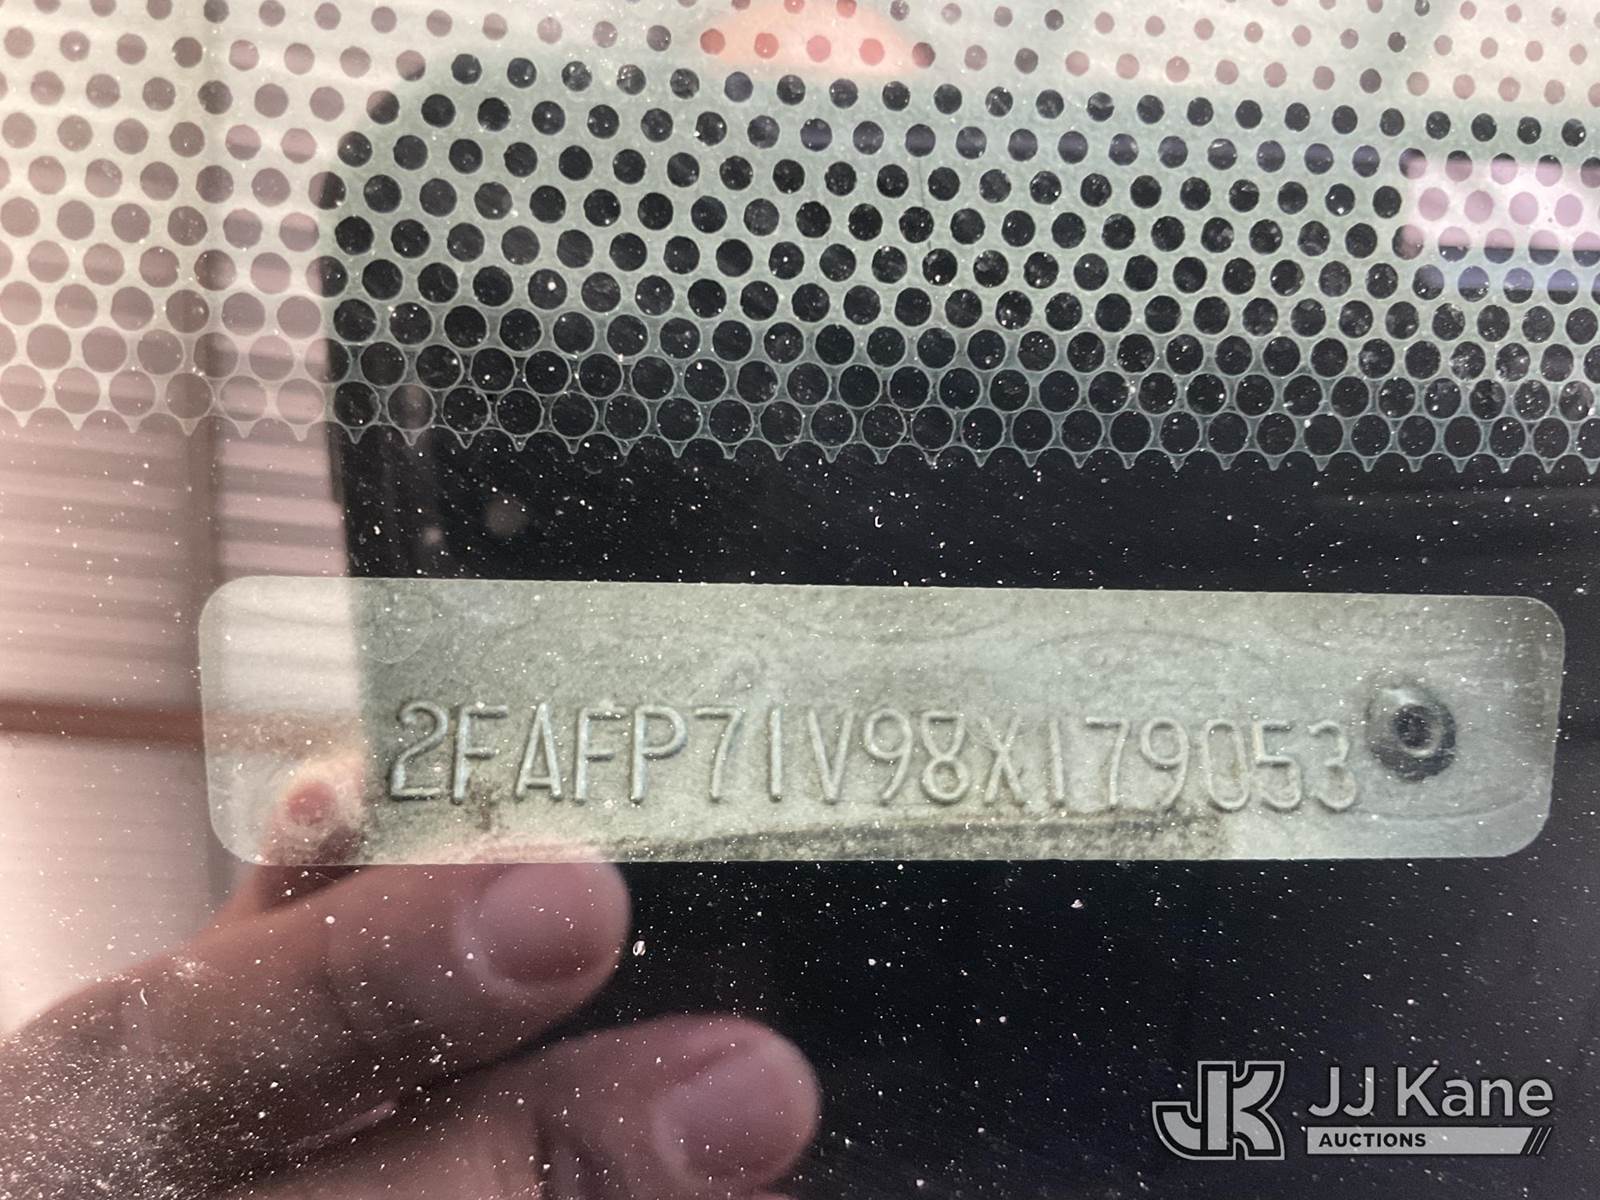 2FAFP71V98X179053
JJ Kane
AUCTIONS